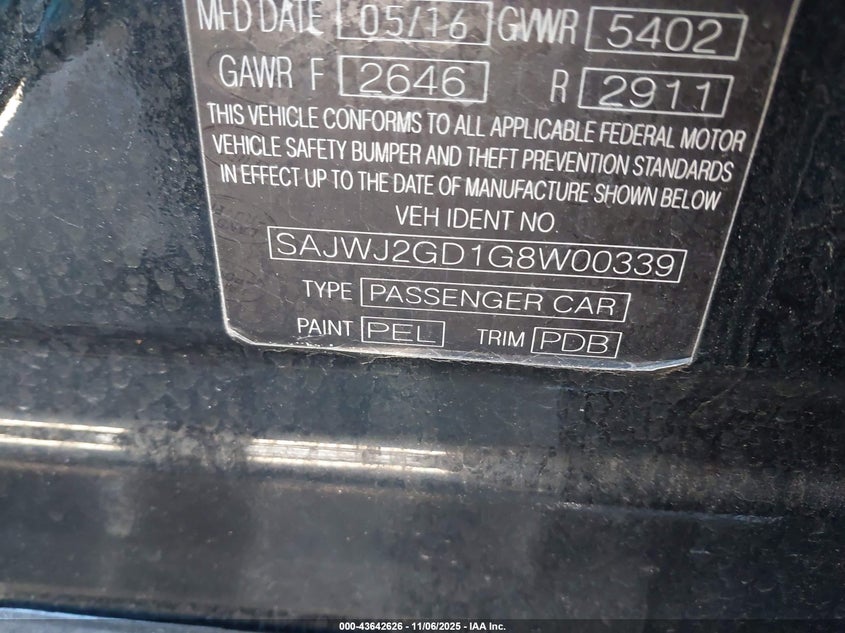 MFD DATE 05/16 GVWR 5402
GAWR F 2646 R 2911
THIS VEHICLE CONFORMS TO ALL APPLICABLE FEDERAL MOTOR
VEHICLE SAFETY BUMPER AND THEFT PREVENTION STANDARDS
IN EFFECT UP TO THE DATE OF MANUFACTURE SHOWN BELOW
VEH IDENT NO.
SAJWJ2GD1G8W00339
TYPE PASSENGER CAR
PAINT PEL TRIM PDB
000-43642626 - 11/06/2025 - IAA Inc.